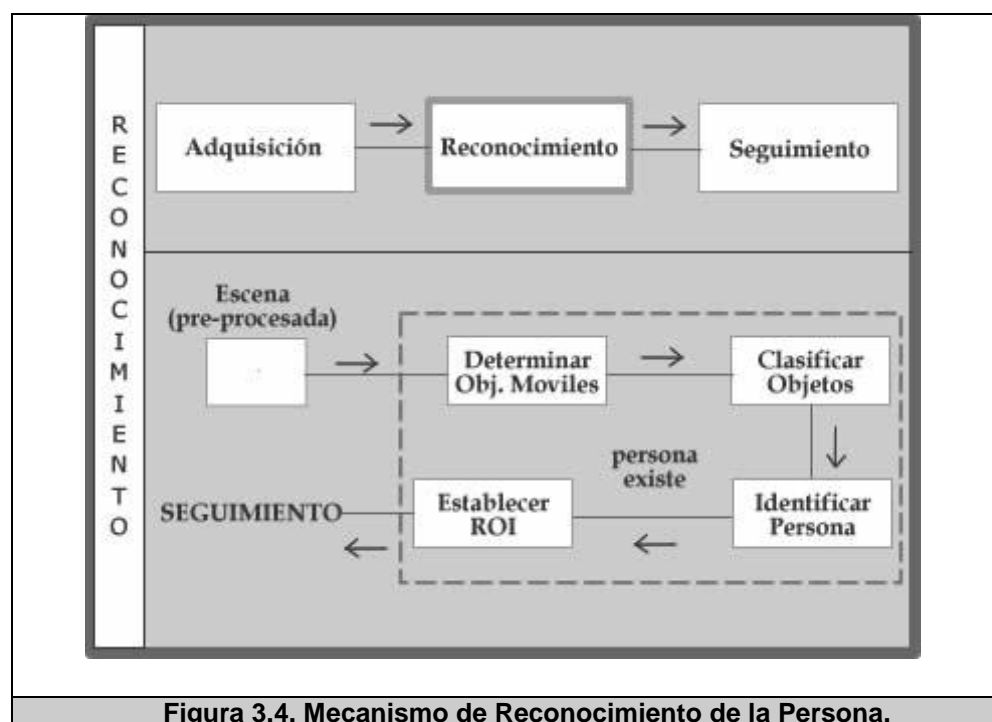 RECONOCIMIENTO
Adquisición
Reconocimiento
Seguimiento
Escena
(pre-procesada)
Determinar
Obj. Moviles
Clasificar
Objetos
persona
existe
Identificar
Persona
Establecer
ROI
SEGUIMIENTO
Figura 3.4. Mecanismo de Reconocimiento de la Persona.